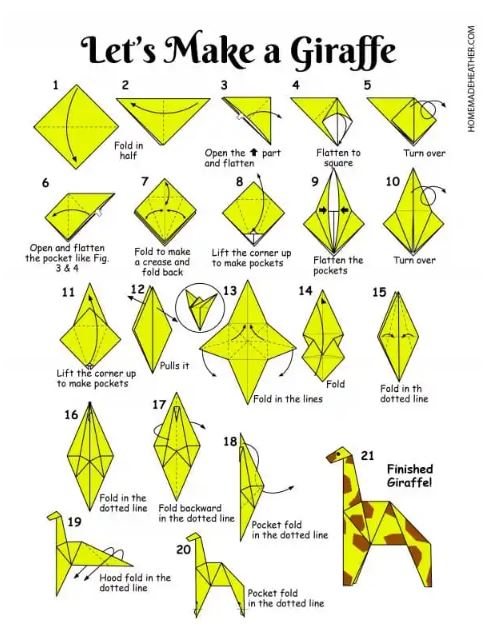 Let's Make a Giraffe
HOMEMADEHEATHER.COM
1
2
Fold in
half
3
Open the part
and flatten
4
Flatten to
square
5
Turn over
6
Open and flatten
the pocket like Fig.
3 & 4
7
Fold to make
a crease and
fold back
8
Lift the corner up
to make pockets
9
Flatten the
pockets
10
Turn over
11
Lift the corner up
to make pockets
12
Pulls it
13
Fold in the lines
14
Fold
15
Fold in th
dotted line
16
Fold in the
dotted line
17
Fold backward
in the dotted line
18
Pocket fold
in the dotted line
19
Hood fold in the
dotted line
20
Pocket fold
in the dotted line
21
Finished
Giraffe!